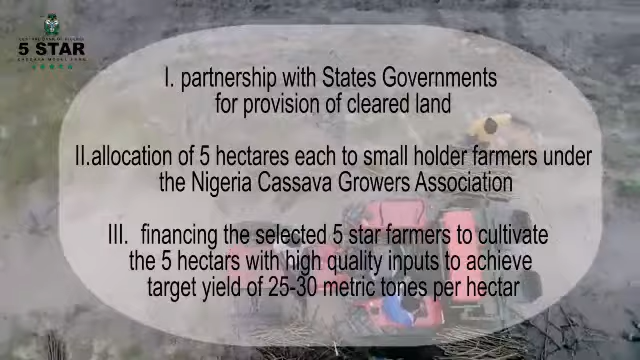 5 STAR
I. partnership with States Governments
for provision of cleared land
II.allocation of 5 hectares each to small holder farmers under
the Nigeria Cassava Growers Association
III. financing the selected 5 star farmers to cultivate
the 5 hectars with high quality inputs to achieve
target yield of 25-30 metric tones per hectar